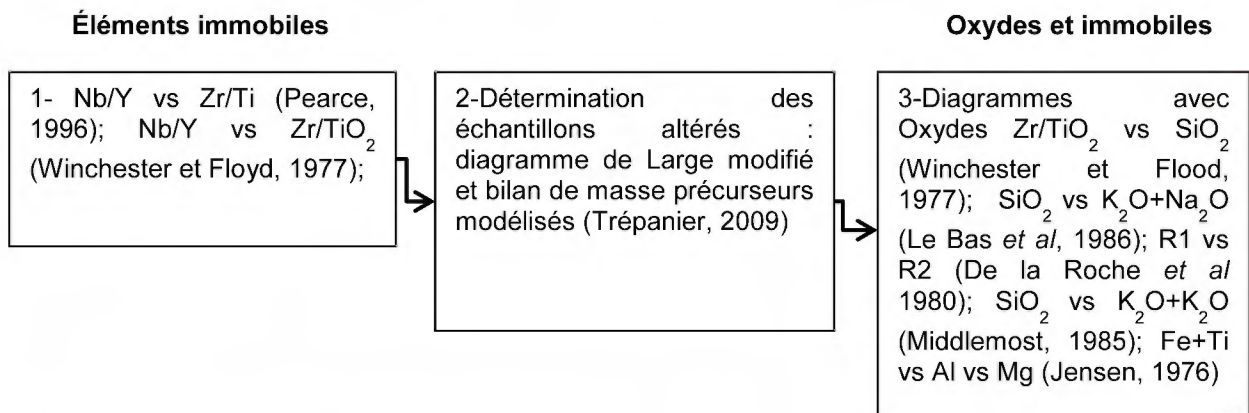 Éléments immobiles
Oxydes et immobiles
1- Nb/Y vs Zr/Ti (Pearce,
1996); Nb/Y vs Zr/TiO₂
(Winchester et Floyd, 1977);
2-Détermination des
échantillons altérés :
diagramme de Large modifié
et bilan de masse précurseurs
modélisés (Trépanier, 2009)
3-Diagrammes avec
Oxydes Zr/TiO₂ vs SiO₂
(Winchester et Flood,
1977); SiO₂ vs K₂O+Na₂O
(Le Bas et al, 1986); R1 vs
R2 (De la Roche et al
1980); SiO₂ vs K₂O+K₂O
(Middlemost, 1985); Fe+Ti
vs Al vs Mg (Jensen, 1976)